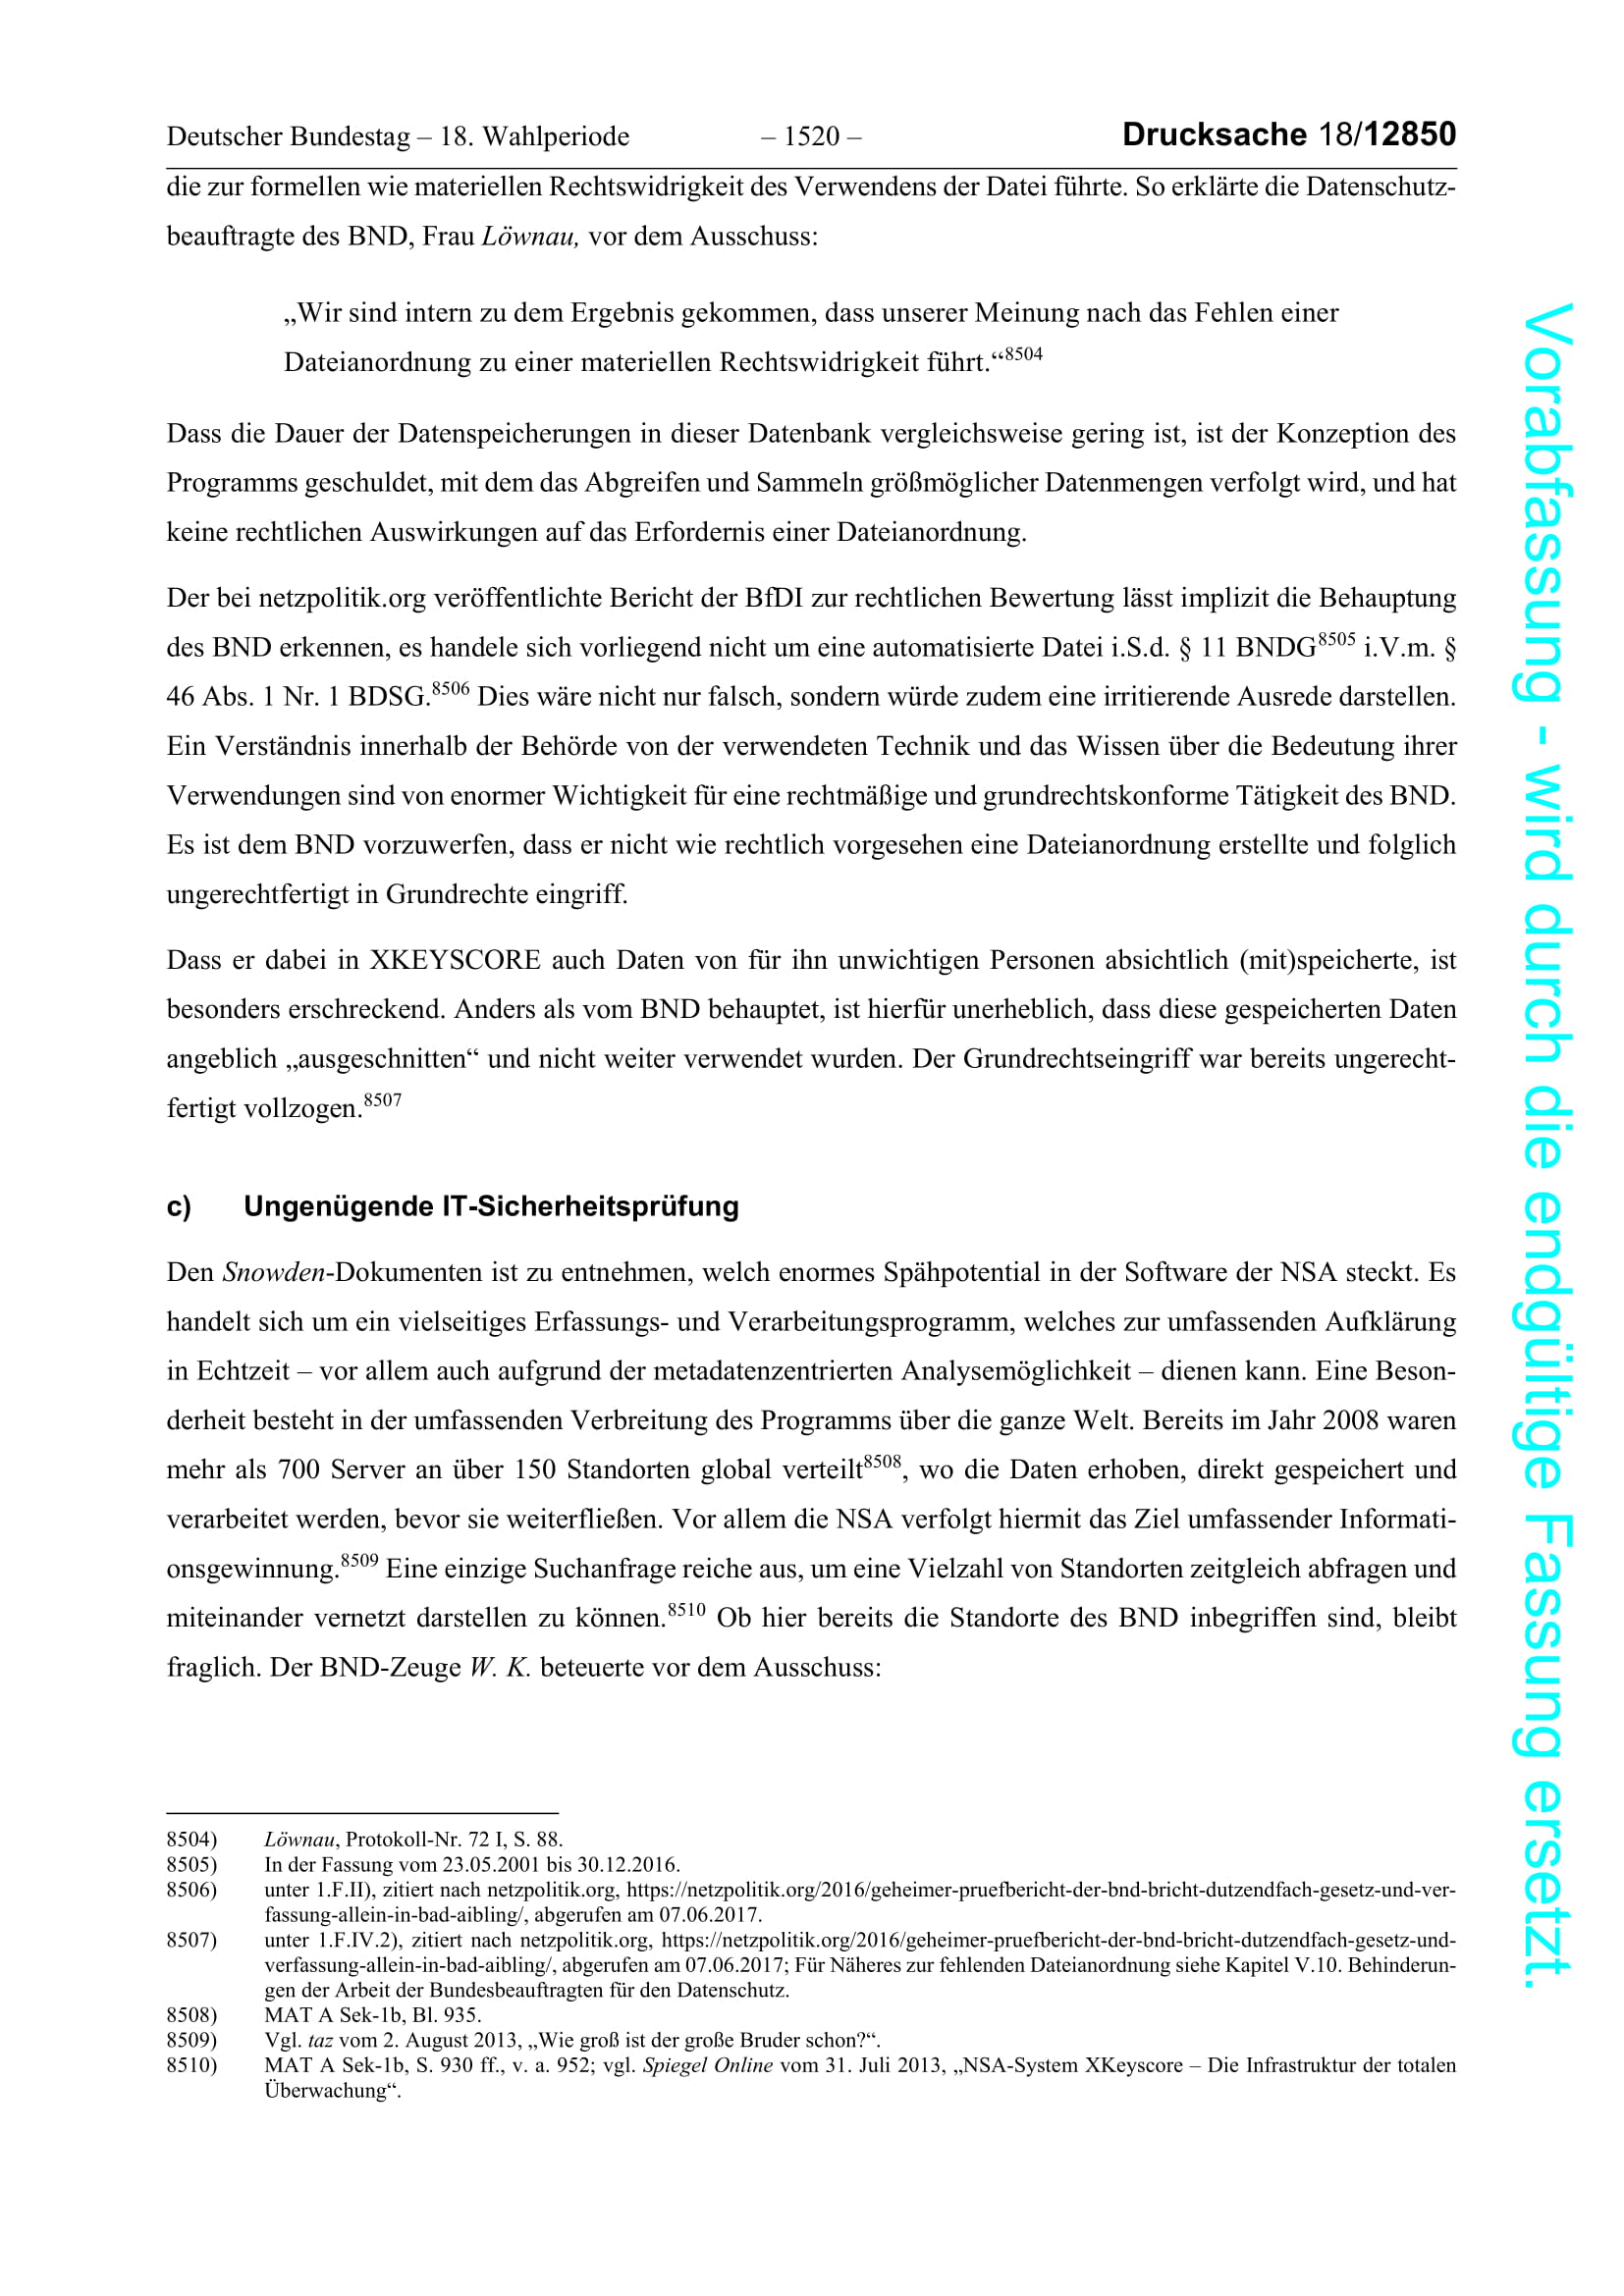 Deutscher Bundestag – 18. Wahlperiode – 1520 – Drucksache 18/12850
die zur formellen wie materiellen Rechtswidrigkeit des Verwendens der Datei führte. So erklärte die Datenschutz-
beauftragte des BND, Frau Löwnau, vor dem Ausschuss:
„Wir sind intern zu dem Ergebnis gekommen, dass unserer Meinung nach das Fehlen einer
Dateianordnung zu einer materiellen Rechtswidrigkeit führt.“8504
Dass die Dauer der Datenspeicherungen in dieser Datenbank vergleichsweise gering ist, ist der Konzeption des
Programms geschuldet, mit dem das Abgreifen und Sammeln größmöglicher Datenmengen verfolgt wird, und hat
keine rechtlichen Auswirkungen auf das Erfordernis einer Dateianordnung.
Der bei netzpolitik.org veröffentlichte Bericht der BfDI zur rechtlichen Bewertung lässt implizit die Behauptung
des BND erkennen, es handele sich vorliegend nicht um eine automatisierte Datei i.S.d. § 11 BNDG8505 i.V.m. §
46 Abs. 1 Nr. 1 BDSG.8506 Dies wäre nicht nur falsch, sondern würde zudem eine irritierende Ausrede darstellen.
Ein Verständnis innerhalb der Behörde von der verwendeten Technik und das Wissen über die Bedeutung ihrer
Verwendungen sind von enormer Wichtigkeit für eine rechtmäßige und grundrechtskonforme Tätigkeit des BND.
Es ist dem BND vorzuwerfen, dass er nicht wie rechtlich vorgesehen eine Dateianordnung erstellte und folglich
ungerechtfertigt in Grundrechte eingriff.
Dass er dabei in XKEYSCORE auch Daten von für ihn unwichtigen Personen absichtlich (mit)speicherte, ist
besonders erschreckend. Anders als vom BND behauptet, ist hierfür unerheblich, dass diese gespeicherten Daten
angeblich „ausgeschnitten“ und nicht weiter verwendet wurden. Der Grundrechtseingriff war bereits ungerecht-
fertigt vollzogen.8507
c) Ungenügende IT-Sicherheitsprüfung
Den Snowden-Dokumenten ist zu entnehmen, welch enormes Spähpotential in der Software der NSA steckt. Es
handelt sich um ein vielseitiges Erfassungs- und Verarbeitungsprogramm, welches zur umfassenden Aufklärung
in Echtzeit – vor allem auch aufgrund der metadatenzentrierten Analysemöglichkeit – dienen kann. Eine Beson-
derheit besteht in der umfassenden Verbreitung des Programms über die ganze Welt. Bereits im Jahr 2008 waren
mehr als 700 Server an über 150 Standorten global verteilt8508, wo die Daten erhoben, direkt gespeichert und
verarbeitet werden, bevor sie weiterfließen. Vor allem die NSA verfolgt hiermit das Ziel umfassender Informati-
onsgewinnung.8509 Eine einzige Suchanfrage reiche aus, um eine Vielzahl von Standorten zeitgleich abfragen und
miteinander vernetzt darstellen zu können.8510 Ob hier bereits die Standorte des BND inbegriffen sind, bleibt
fraglich. Der BND-Zeuge W. K. beteuerte vor dem Ausschuss:
8504) Löwnau, Protokoll-Nr. 72 I, S. 88.
8505) In der Fassung vom 23.05.2001 bis 30.12.2016.
8506) unter 1.F.II), zitiert nach netzpolitik.org, https://netzpolitik.org/2016/geheimer-pruefbericht-der-bnd-bricht-dutzendfach-gesetz-und-ver-
fassung-allein-in-bad-aibling/, abgerufen am 07.06.2017.
8507) unter 1.F.IV.2), zitiert nach netzpolitik.org, https://netzpolitik.org/2016/geheimer-pruefbericht-der-bnd-bricht-dutzendfach-gesetz-und-
verfassung-allein-in-bad-aibling/, abgerufen am 07.06.2017; Für Näheres zur fehlenden Dateianordnung siehe Kapitel V.10. Behinderun-
gen der Arbeit der Bundesbeauftragten für den Datenschutz.
8508) MAT A Sek-1b, Bl. 935.
8509) Vgl. taz vom 2. August 2013, „Wie groß ist der große Bruder schon?“.
8510) MAT A Sek-1b, S. 930 ff., v. a. 952; vgl. Spiegel Online vom 31. Juli 2013, „NSA-System XKeyscore – Die Infrastruktur der totalen
Überwachung“.
Vorabfassung - wird durch die endgültige Fassung ersetzt.